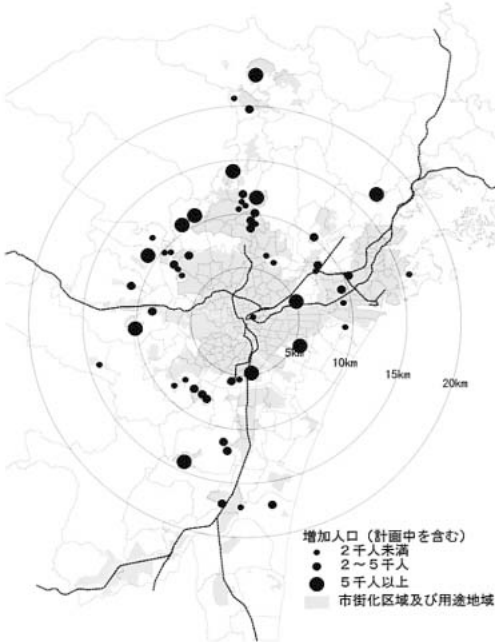 5km
10km
15km
20km
増加人口（計画中を含む）
２千人未満
２～５千人
５千人以上
市街化区域及び用途地域